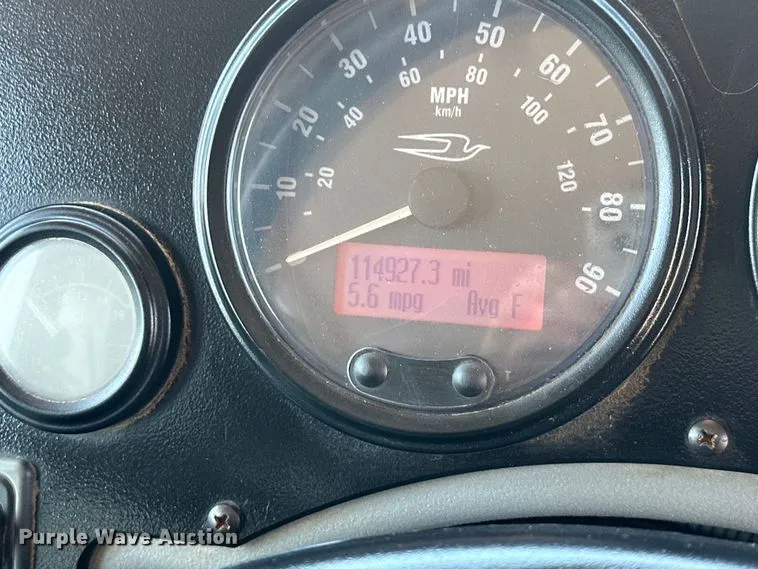 10 20 30 40 50 60 70 80 90
20 40 60 80 100 120
MPH
km/h
114927.3 mi
5.6 mpg Avg F
VOLTS
Purple Wave Auction